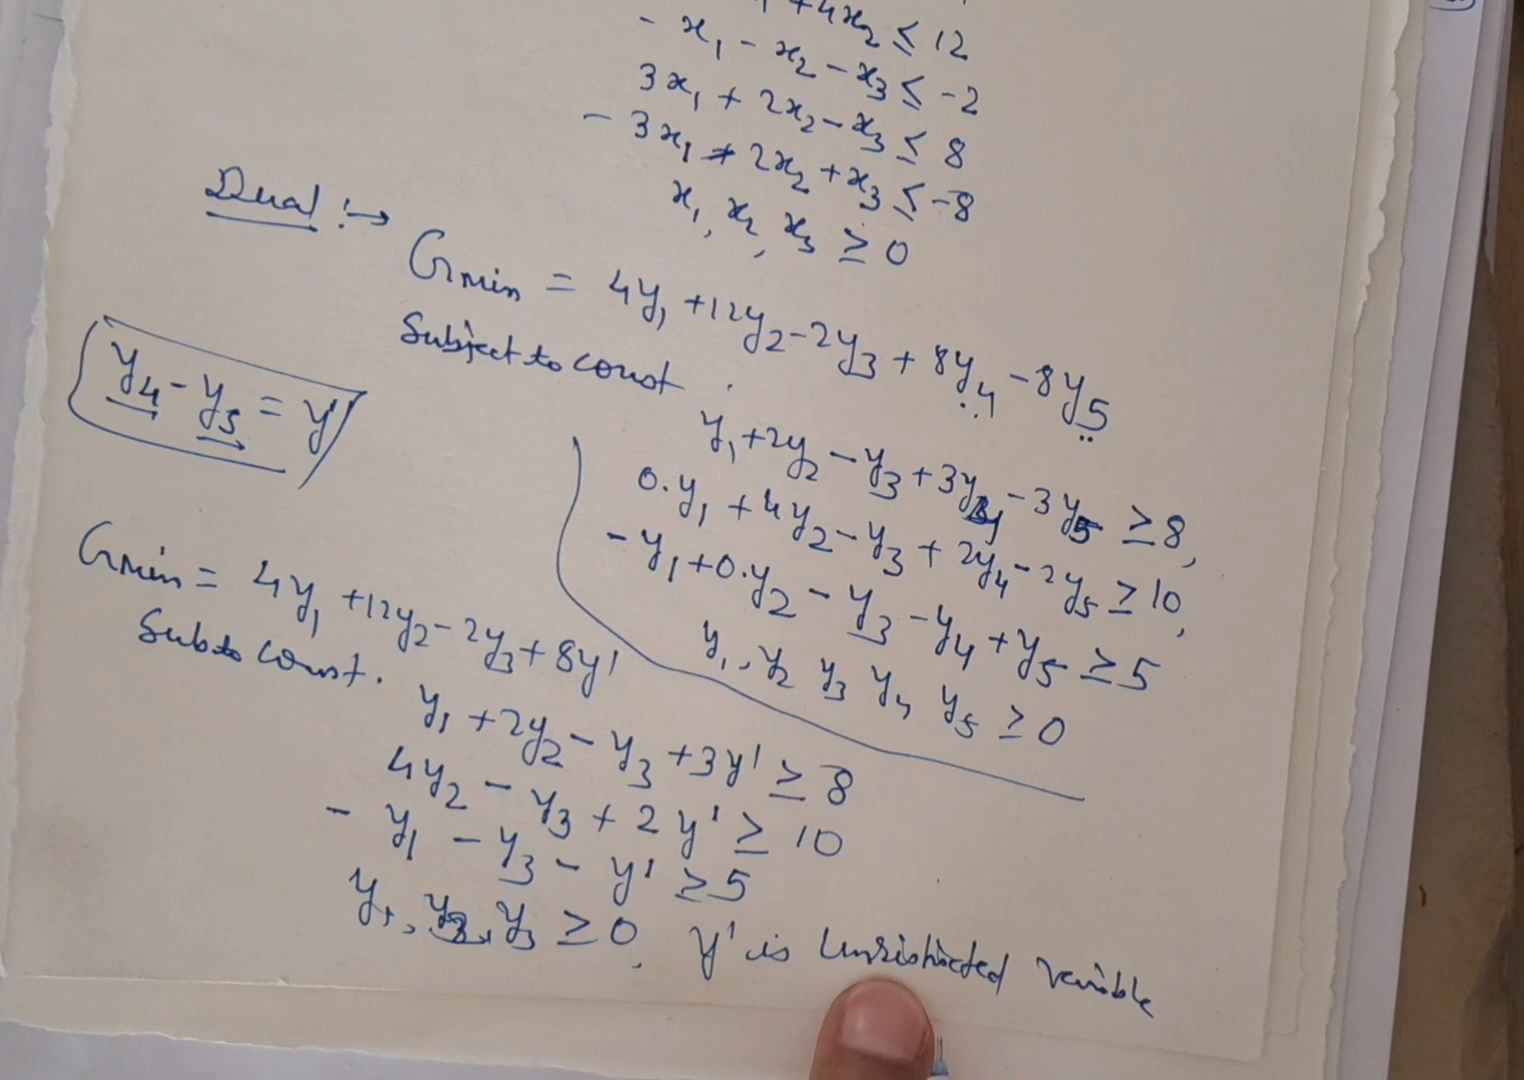 +4x₂ ≤ 12
- x₁ - x₂ - x₃ ≤ -2
3x₁ + 2x₂ - x₃ ≤ 8
- 3x₁ + 2x₂ + x₃ ≤ -8
x₁, x₂, x₃ ≥ 0
Dual :→
Gmin = 4y₁ + 12y₂ - 2y₃ + 8y₄ - 8y₅
Subject to const.
y₄ - y₅ = y'
y₁ + 2y₂ - y₃ + 3y₄ - 3y₅ ≥ 8,
0.y₁ + 4y₂ - y₃ + 2y₄ - 2y₅ ≥ 10,
- y₁ + 0.y₂ - y₃ - y₄ + y₅ ≥ 5
y₁, y₂ y₃ y₄ y₅ ≥ 0
Gmin = 4y₁ + 12y₂ - 2y₃ + 8y'
Sub to const.
y₁ + 2y₂ - y₃ + 3y' ≥ 8
4y₂ - y₃ + 2y' ≥ 10
- y₁ - y₃ - y' ≥ 5
y₁, y₂, y₃ ≥ 0, y' is variable